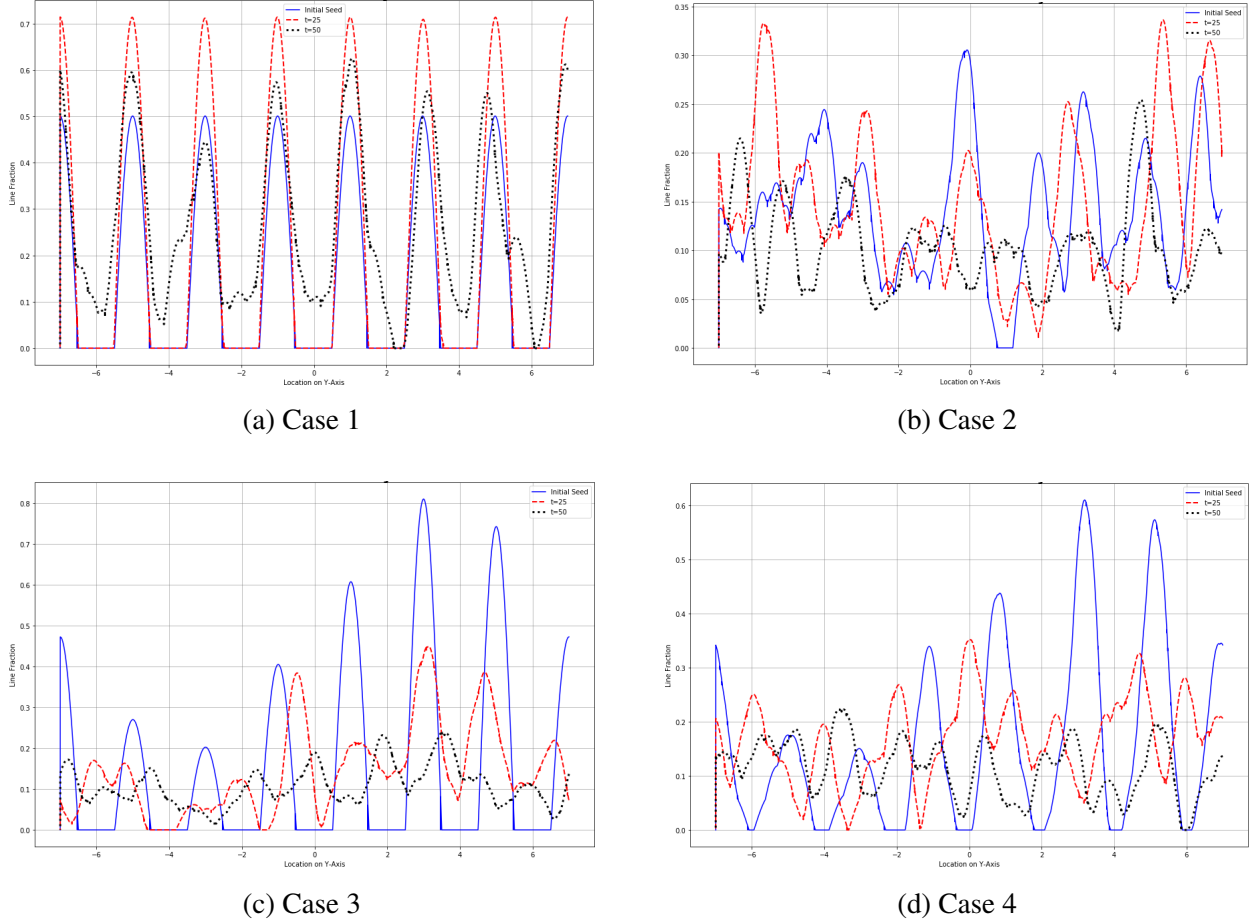 Initial Seed
t=25
t=50
Line Fraction
0.7
0.6
0.5
0.4
0.3
0.2
0.1
0.0
−6 −4 −2 0 2 4 6
Location on Y-Axis
(a) Case 1
Initial Seed
t=25
t=50
Line Fraction
0.35
0.30
0.25
0.20
0.15
0.10
0.05
0.00
−6 −4 −2 0 2 4 6
Location on Y-Axis
(b) Case 2
Initial Seed
t=25
t=50
Line Fraction
0.8
0.7
0.6
0.5
0.4
0.3
0.2
0.1
0.0
−6 −4 −2 0 2 4 6
Location on Y-Axis
(c) Case 3
Initial Seed
t=25
t=50
Line Fraction
0.6
0.5
0.4
0.3
0.2
0.1
0.0
−6 −4 −2 0 2 4 6
Location on Y-Axis
(d) Case 4